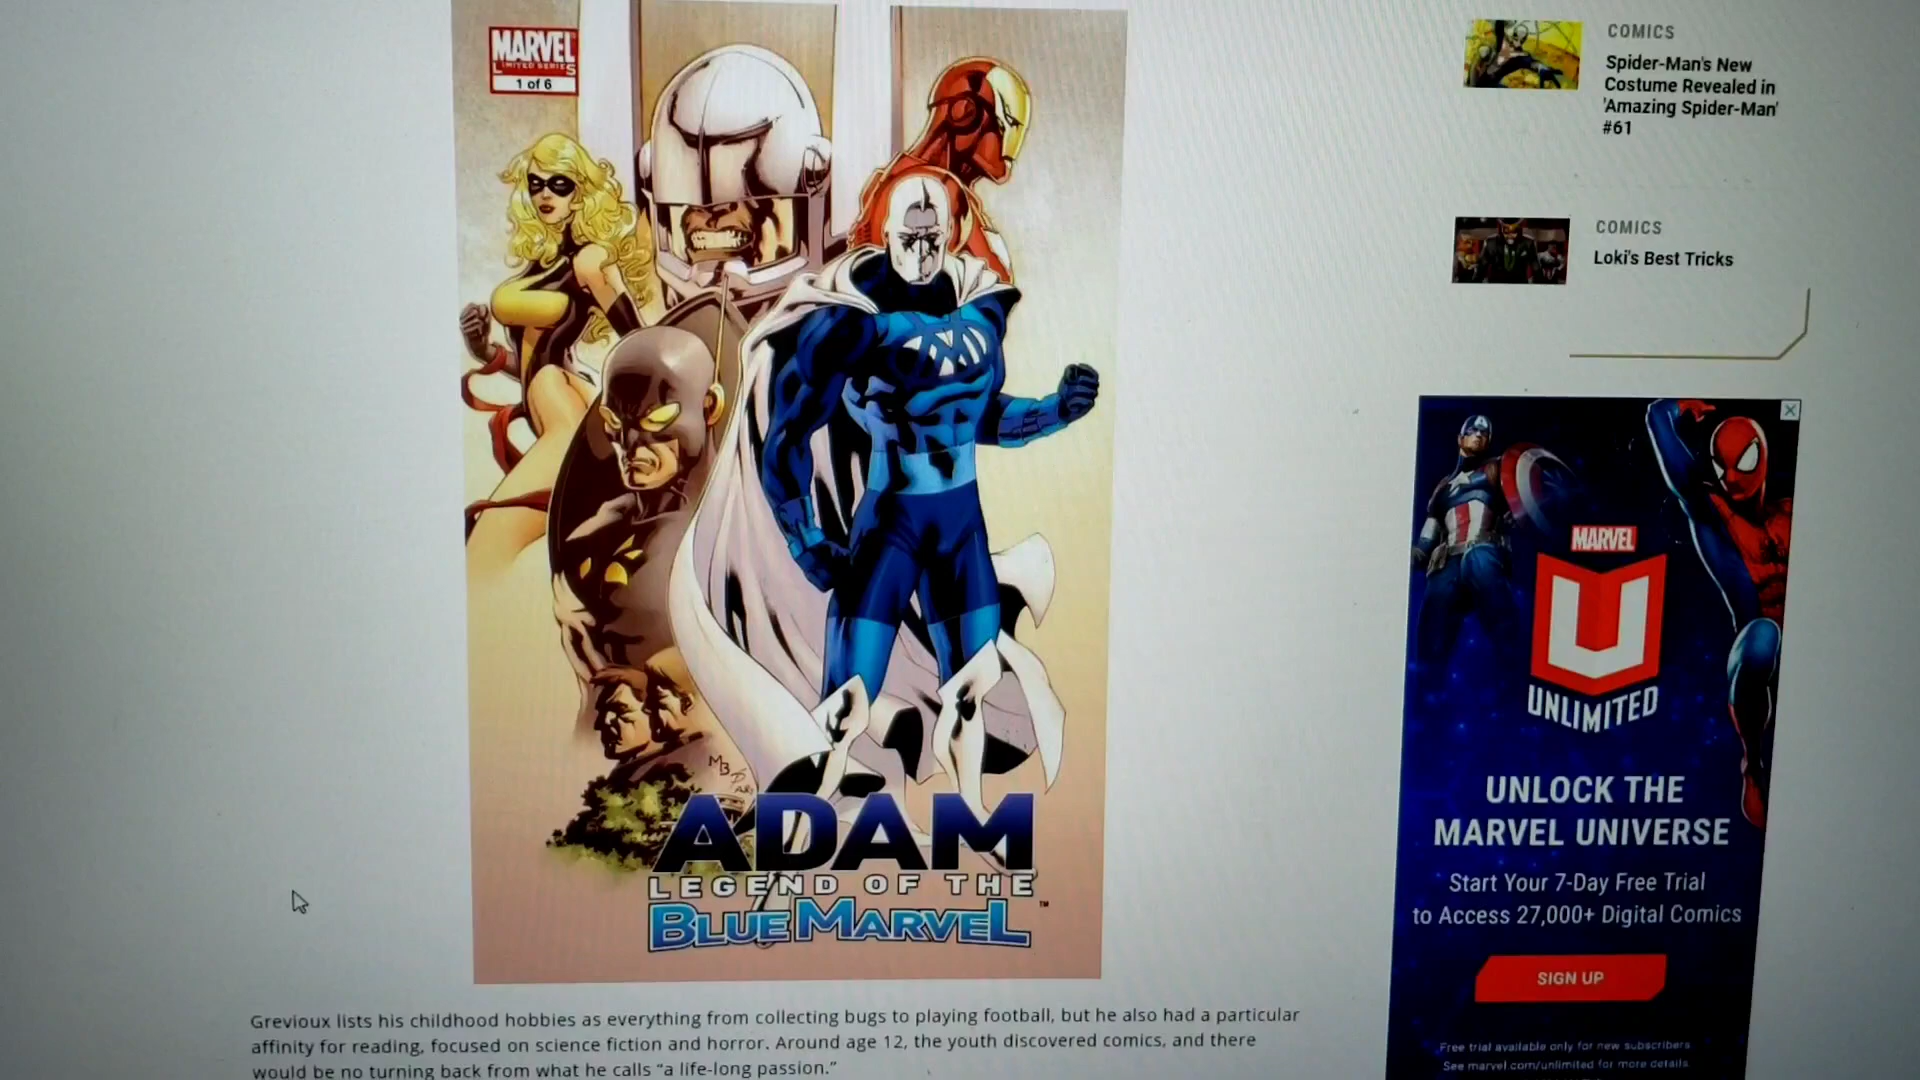 MARVEL
LIMITED SERIES
1 of 6
ADAM
LEGEND OF THE
BLUE MARVEL
™
Grevioux lists his childhood hobbies as everything from collecting bugs to playing football, but he also had a particular
affinity for reading, focused on science fiction and horror. Around age 12, the youth discovered comics, and there
would be no turning back from what he calls “a life-long passion.”
COMICS
Spider-Man's New
Costume Revealed in
'Amazing Spider-Man'
#61
COMICS
Loki's Best Tricks
MARVEL
U
UNLIMITED
UNLOCK THE
MARVEL UNIVERSE
Start Your 7-Day Free Trial
to Access 27,000+ Digital Comics
SIGN UP
Free trial available only for new subscribers.
See marvel.com/unlimited for more details.